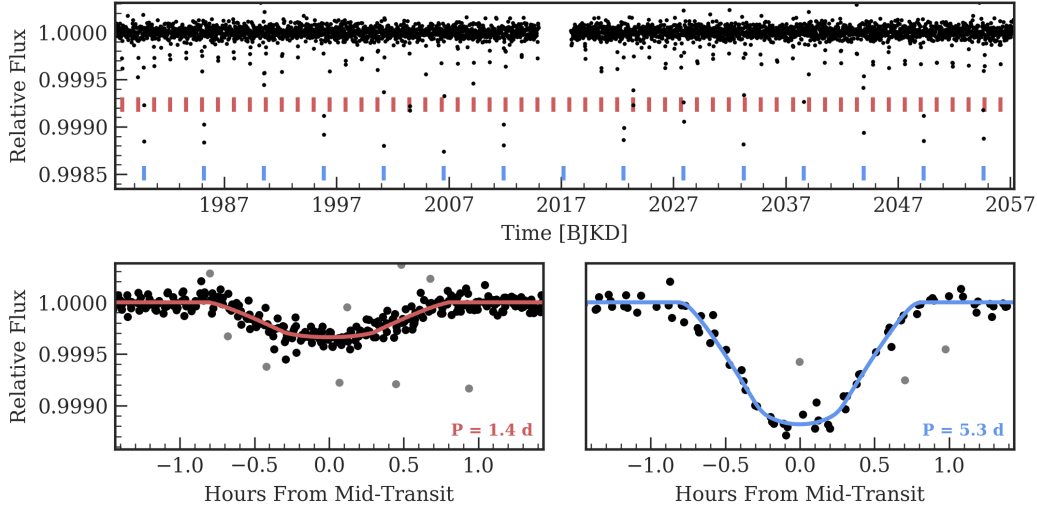 Relative Flux
1.0000
0.9995
0.9990
0.9985
1987 1997 2007 2017 2027 2037 2047 2057
Time [BJKD]
Relative Flux
1.0000
0.9995
0.9990
P = 1.4 d
P = 5.3 d
−1.0 −0.5 0.0 0.5 1.0
−1.0 −0.5 0.0 0.5 1.0
Hours From Mid-Transit
Hours From Mid-Transit